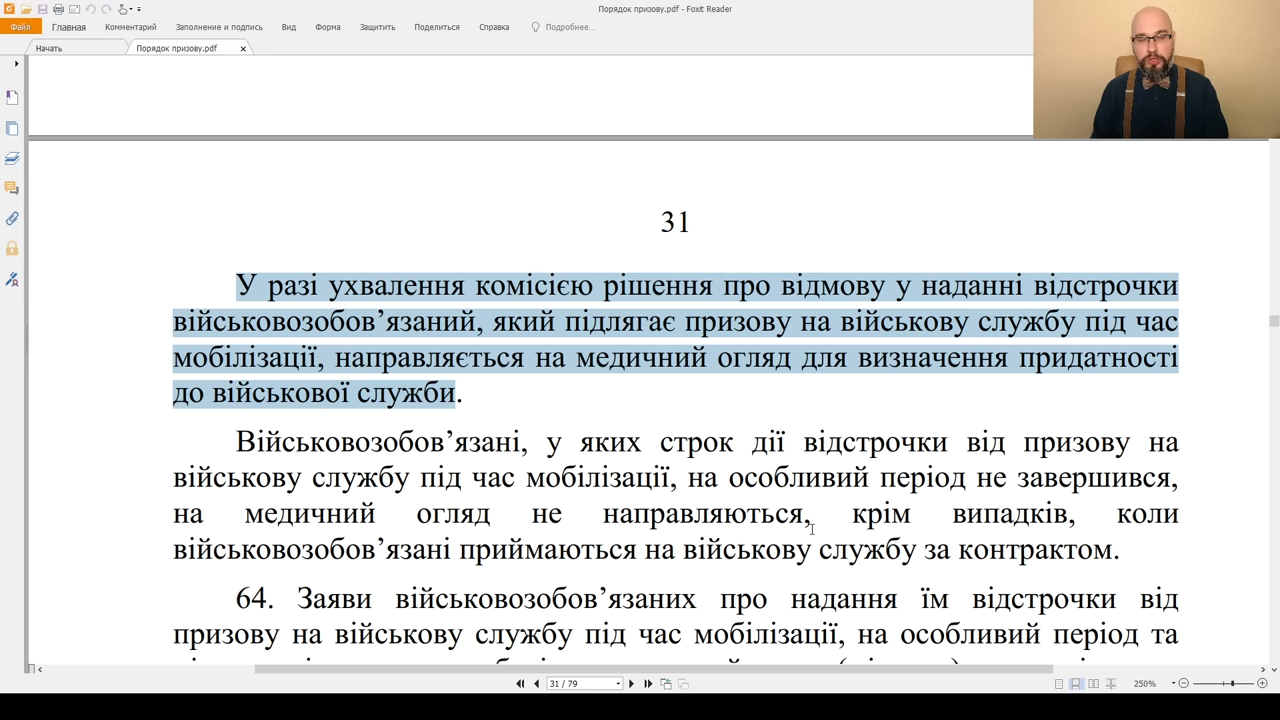 Порядок призову.pdf - Foxit Reader
Файл Главная Комментарий Заполнение и подпись Вид Форма Защитить Поделиться Справка Подробнее...
Начать Порядок призову.pdf
31
У разі ухвалення комісією рішення про відмову у наданні відстрочки
військовозобов’язаний, який підлягає призову на військову службу під час
мобілізації, направляється на медичний огляд для визначення придатності
до військової служби.
Військовозобов’язані, у яких строк дії відстрочки від призову на
військову службу під час мобілізації, на особливий період не завершився,
на медичний огляд не направляються, крім випадків, коли
військовозобов’язані приймаються на військову службу за контрактом.
64. Заяви військовозобов’язаних про надання їм відстрочки від
призову на військову службу під час мобілізації, на особливий період та
31 / 79 250%